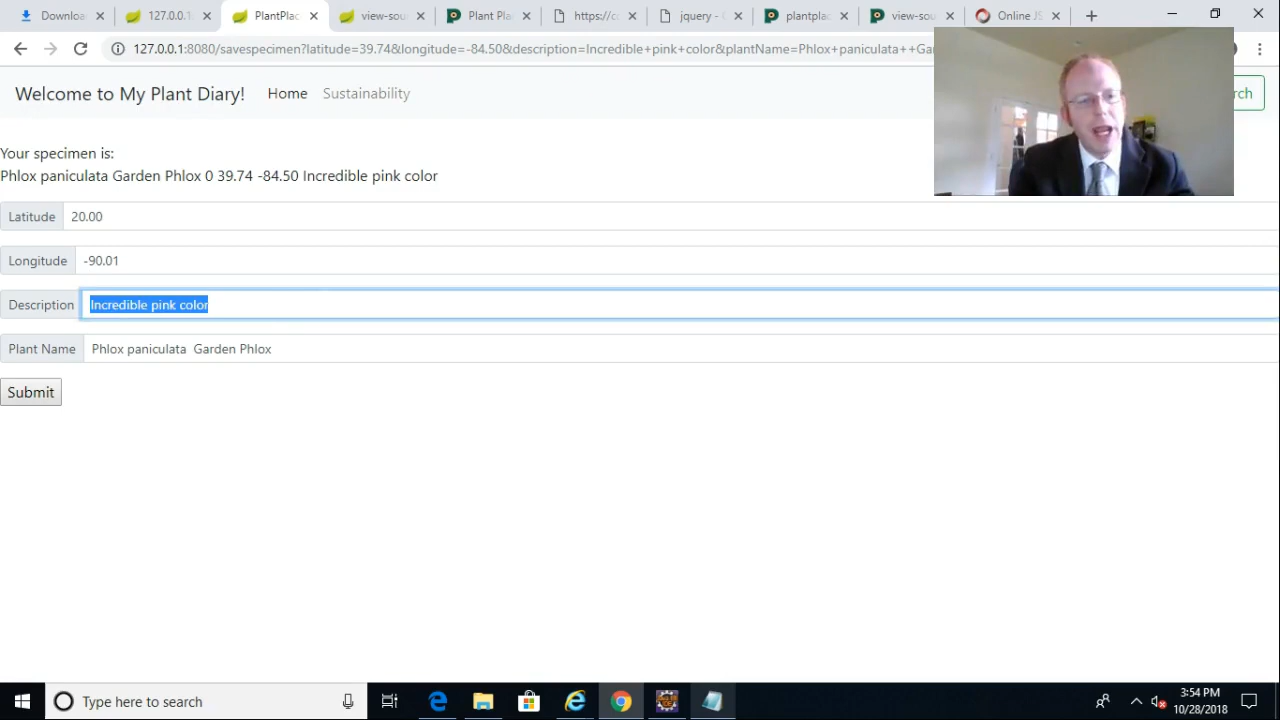 Downloa
127.0.0.1
PlantPlac
view-sou
Plant Pla
https://c
jquery - 
plantplac
view-sou
Online JS
127.0.0.1:8080/savespecimen?latitude=39.74&longitude=-84.50&description=Incredible+pink+color&plantName=Phlox+paniculata++Gar
Welcome to My Plant Diary!
Home
Sustainability
rch
Your specimen is:
Phlox paniculata Garden Phlox 0 39.74 -84.50 Incredible pink color
Latitude 20.00
Longitude -90.01
Description Incredible pink color
Plant Name Phlox paniculata Garden Phlox
Submit
Type here to search
3:54 PM
10/28/2018